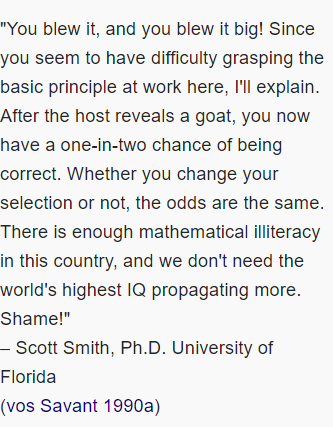 "You blew it, and you blew it big! Since
you seem to have difficulty grasping the
basic principle at work here, I'll explain.
After the host reveals a goat, you now
have a one-in-two chance of being
correct. Whether you change your
selection or not, the odds are the same.
There is enough mathematical illiteracy
in this country, and we don't need the
world's highest IQ propagating more.
Shame!"
– Scott Smith, Ph.D. University of
Florida
(vos Savant 1990a)